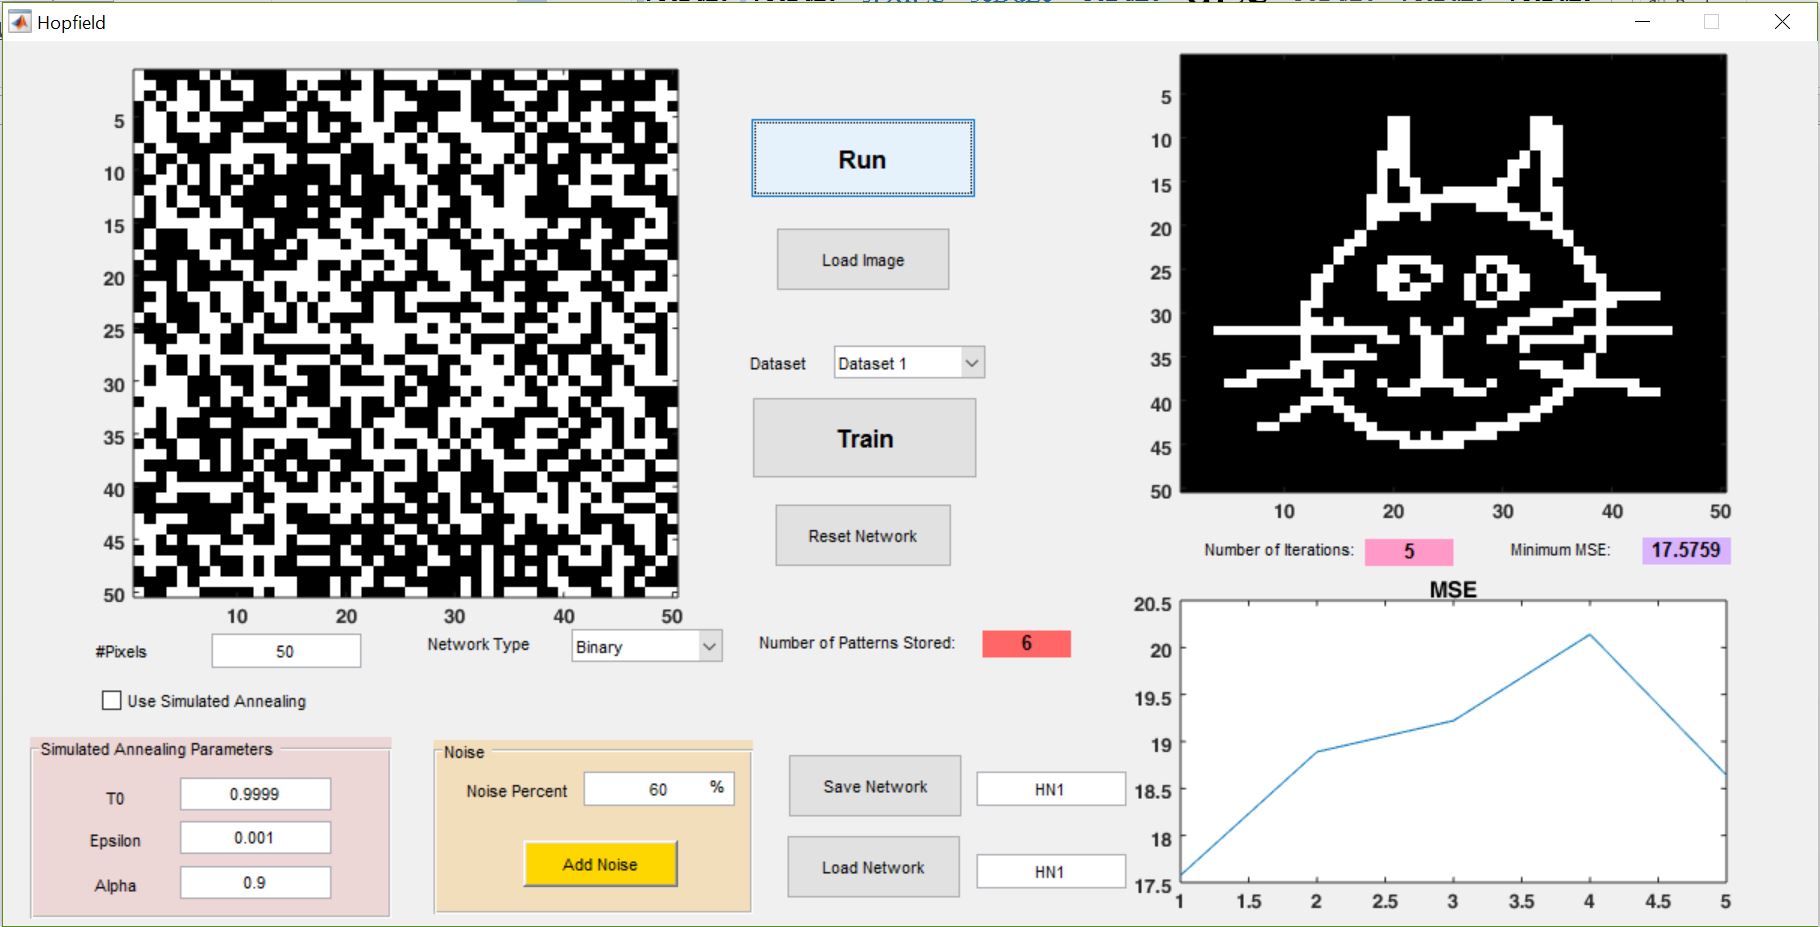 Hopfield
5
10
15
20
25
30
35
40
45
50
10
20
30
40
50
#Pixels
50
Network Type
Binary
Use Simulated Annealing
Simulated Annealing Parameters
T0
0.9999
Epsilon
0.001
Alpha
0.9
Noise
Noise Percent
60
%
Add Noise
Run
Load Image
Dataset
Dataset 1
Train
Reset Network
Number of Patterns Stored:
6
Save Network
HN1
Load Network
HN1
5
10
15
20
25
30
35
40
45
50
10
20
30
40
50
Number of Iterations:
5
Minimum MSE:
17.5759
MSE
20.5
20
19.5
19
18.5
18
17.5
1
1.5
2
2.5
3
3.5
4
4.5
5